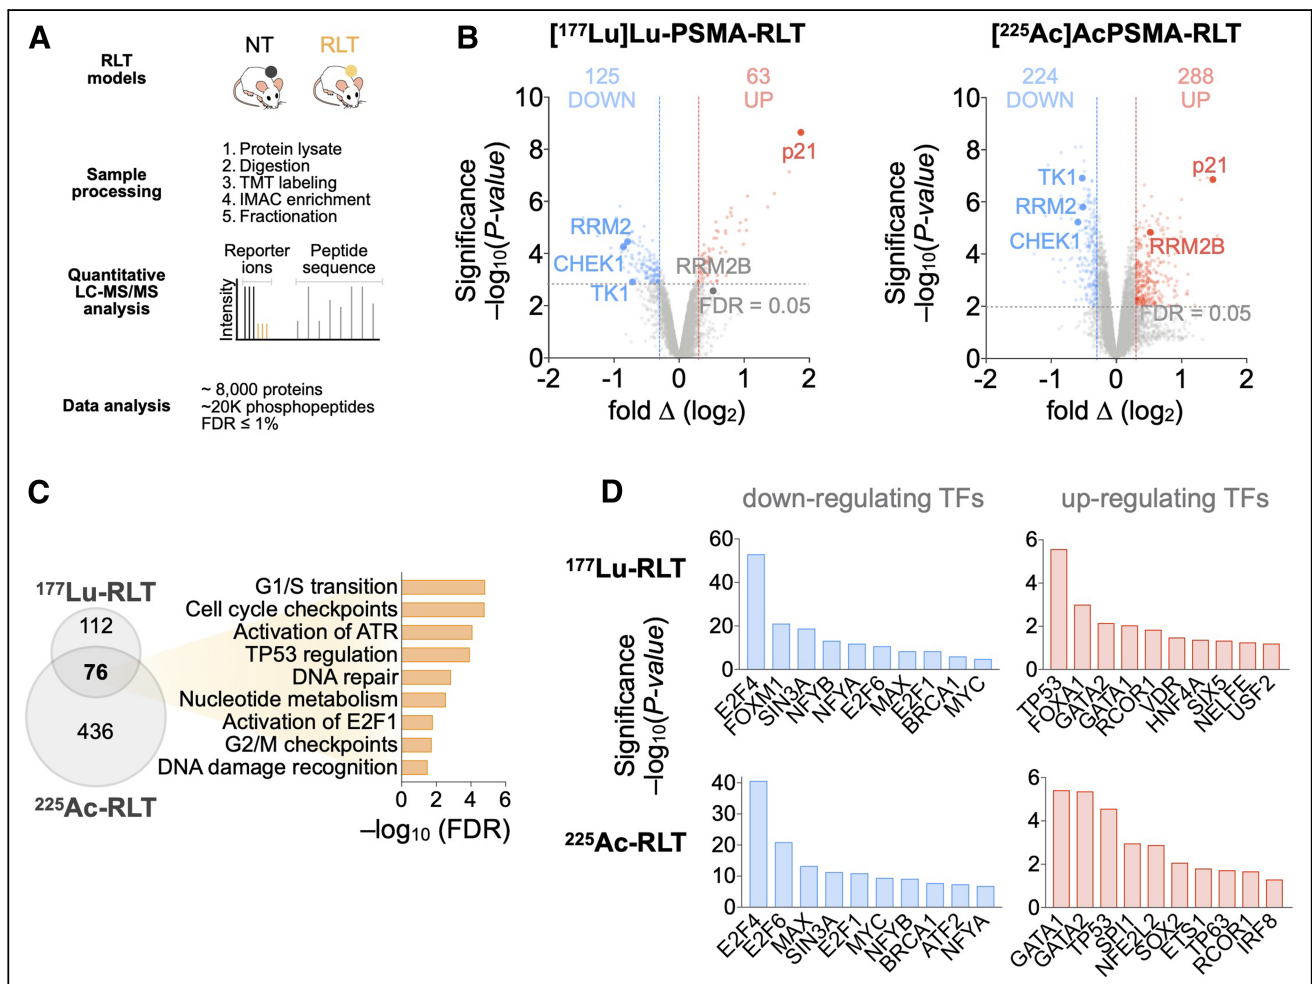 A
RLT
models
NT
RLT
Sample
processing
1. Protein lysate
2. Digestion
3. TMT labeling
4. IMAC enrichment
5. Fractionation
Quantitative
LC-MS/MS
analysis
Reporter
ions
Peptide
sequence
Intensity
Data analysis
~ 8,000 proteins
~20K phosphopeptides
FDR ≤ 1%
B
[¹⁷⁷Lu]Lu-PSMA-RLT
125
DOWN
63
UP
Significance
–log₁₀(P-value)
10
8
6
4
2
0
p21
RRM2
CHEK1
TK1
RRM2B
FDR = 0.05
-2
-1
0
1
2
fold Δ (log₂)
[²²⁵Ac]AcPSMA-RLT
224
DOWN
288
UP
Significance
–log₁₀(P-value)
10
8
6
4
2
0
TK1
RRM2
CHEK1
p21
RRM2B
FDR = 0.05
-2
-1
0
1
2
fold Δ (log₂)
C
¹⁷⁷Lu-RLT
112
76
436
²²⁵Ac-RLT
G1/S transition
Cell cycle checkpoints
Activation of ATR
TP53 regulation
DNA repair
Nucleotide metabolism
Activation of E2F1
G2/M checkpoints
DNA damage recognition
0 2 4 6
–log₁₀ (FDR)
D
down-regulating TFs
up-regulating TFs
¹⁷⁷Lu-RLT
Significance
–log₁₀(P-value)
60
40
20
0
E2F4
FOXM1
SIN3A
NFYB
NFYA
E2F6
MAX
E2F1
BRCA1
MYC
6
4
2
0
TP53
FOXA1
GATA2
GATA1
RCOR1
VDR
HNF4A
SIX5
NELFE
USF2
²²⁵Ac-RLT
40
30
20
10
0
E2F4
E2F6
MAX
SIN3A
E2F1
MYC
NFYB
BRCA1
ATF2
NFYA
6
4
2
0
GATA1
GATA2
TP53
SPI1
NFE2L2
SOX2
ETS1
TP63
RCOR1
IRF8